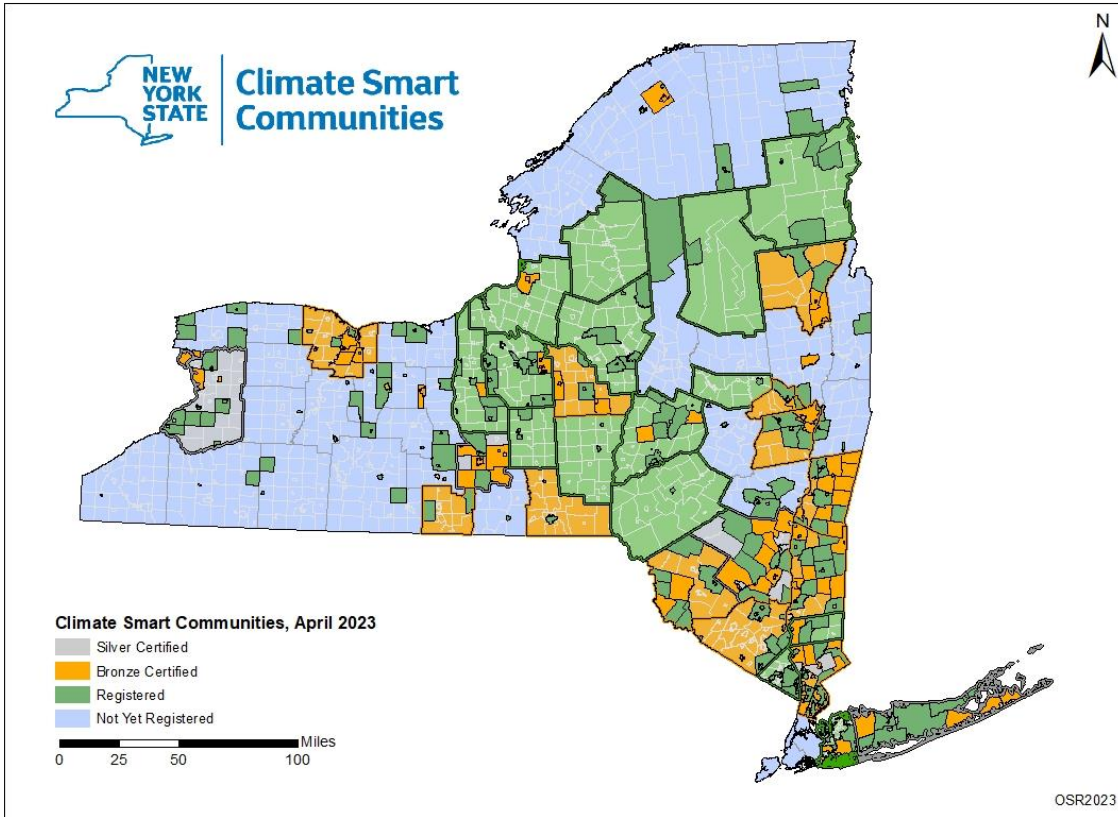 N
NEW
YORK
STATE
Climate Smart
Communities
Climate Smart Communities, April 2023
Silver Certified
Bronze Certified
Registered
Not Yet Registered
Miles
0 25 50 100
OSR2023